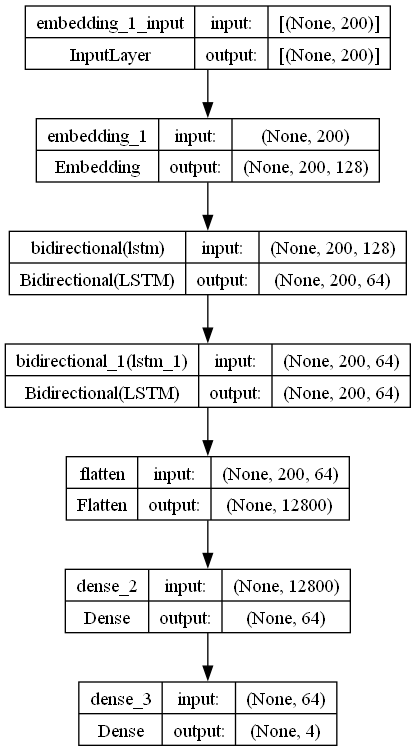 embedding_1_input input: [(None, 200)]
InputLayer output: [(None, 200)]
embedding_1 input: (None, 200)
Embedding output: (None, 200, 128)
bidirectional(lstm) input: (None, 200, 128)
Bidirectional(LSTM) output: (None, 200, 64)
bidirectional_1(lstm_1) input: (None, 200, 64)
Bidirectional(LSTM) output: (None, 200, 64)
flatten input: (None, 200, 64)
Flatten output: (None, 12800)
dense_2 input: (None, 12800)
Dense output: (None, 64)
dense_3 input: (None, 64)
Dense output: (None, 4)